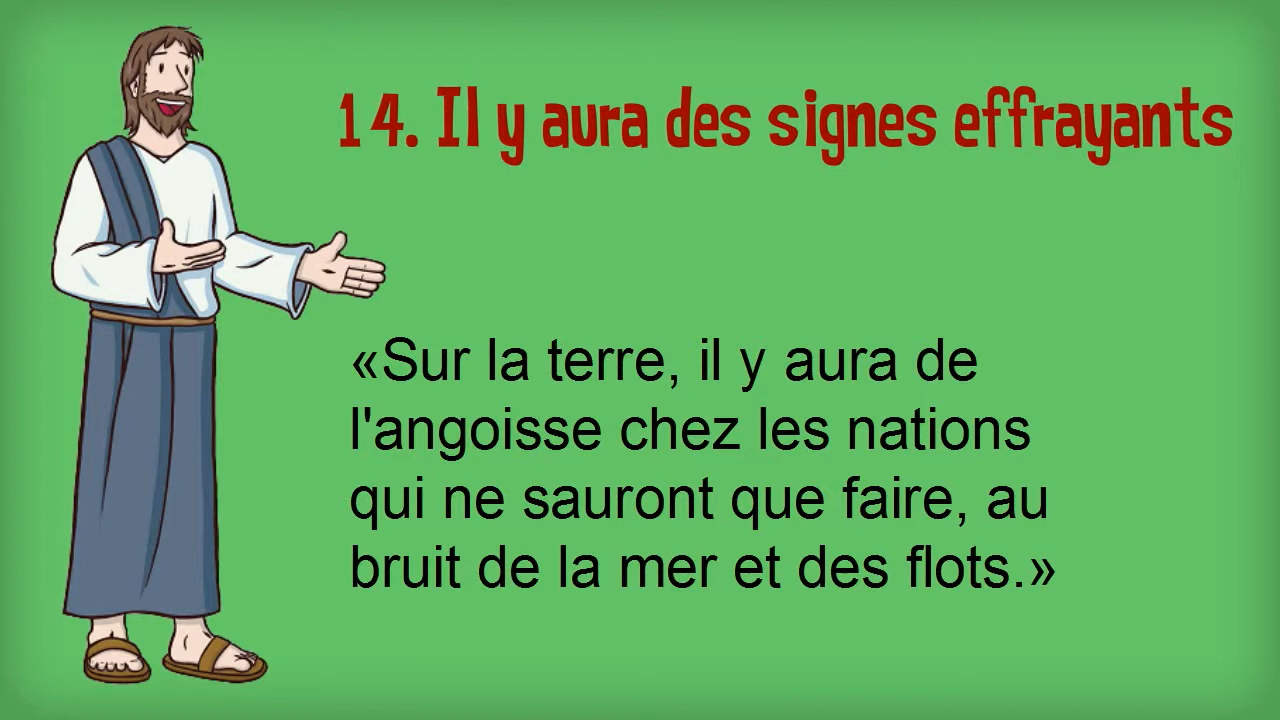 14. Il y aura des signes effrayants
«Sur la terre, il y aura de
l'angoisse chez les nations
qui ne sauront que faire, au
bruit de la mer et des flots.»